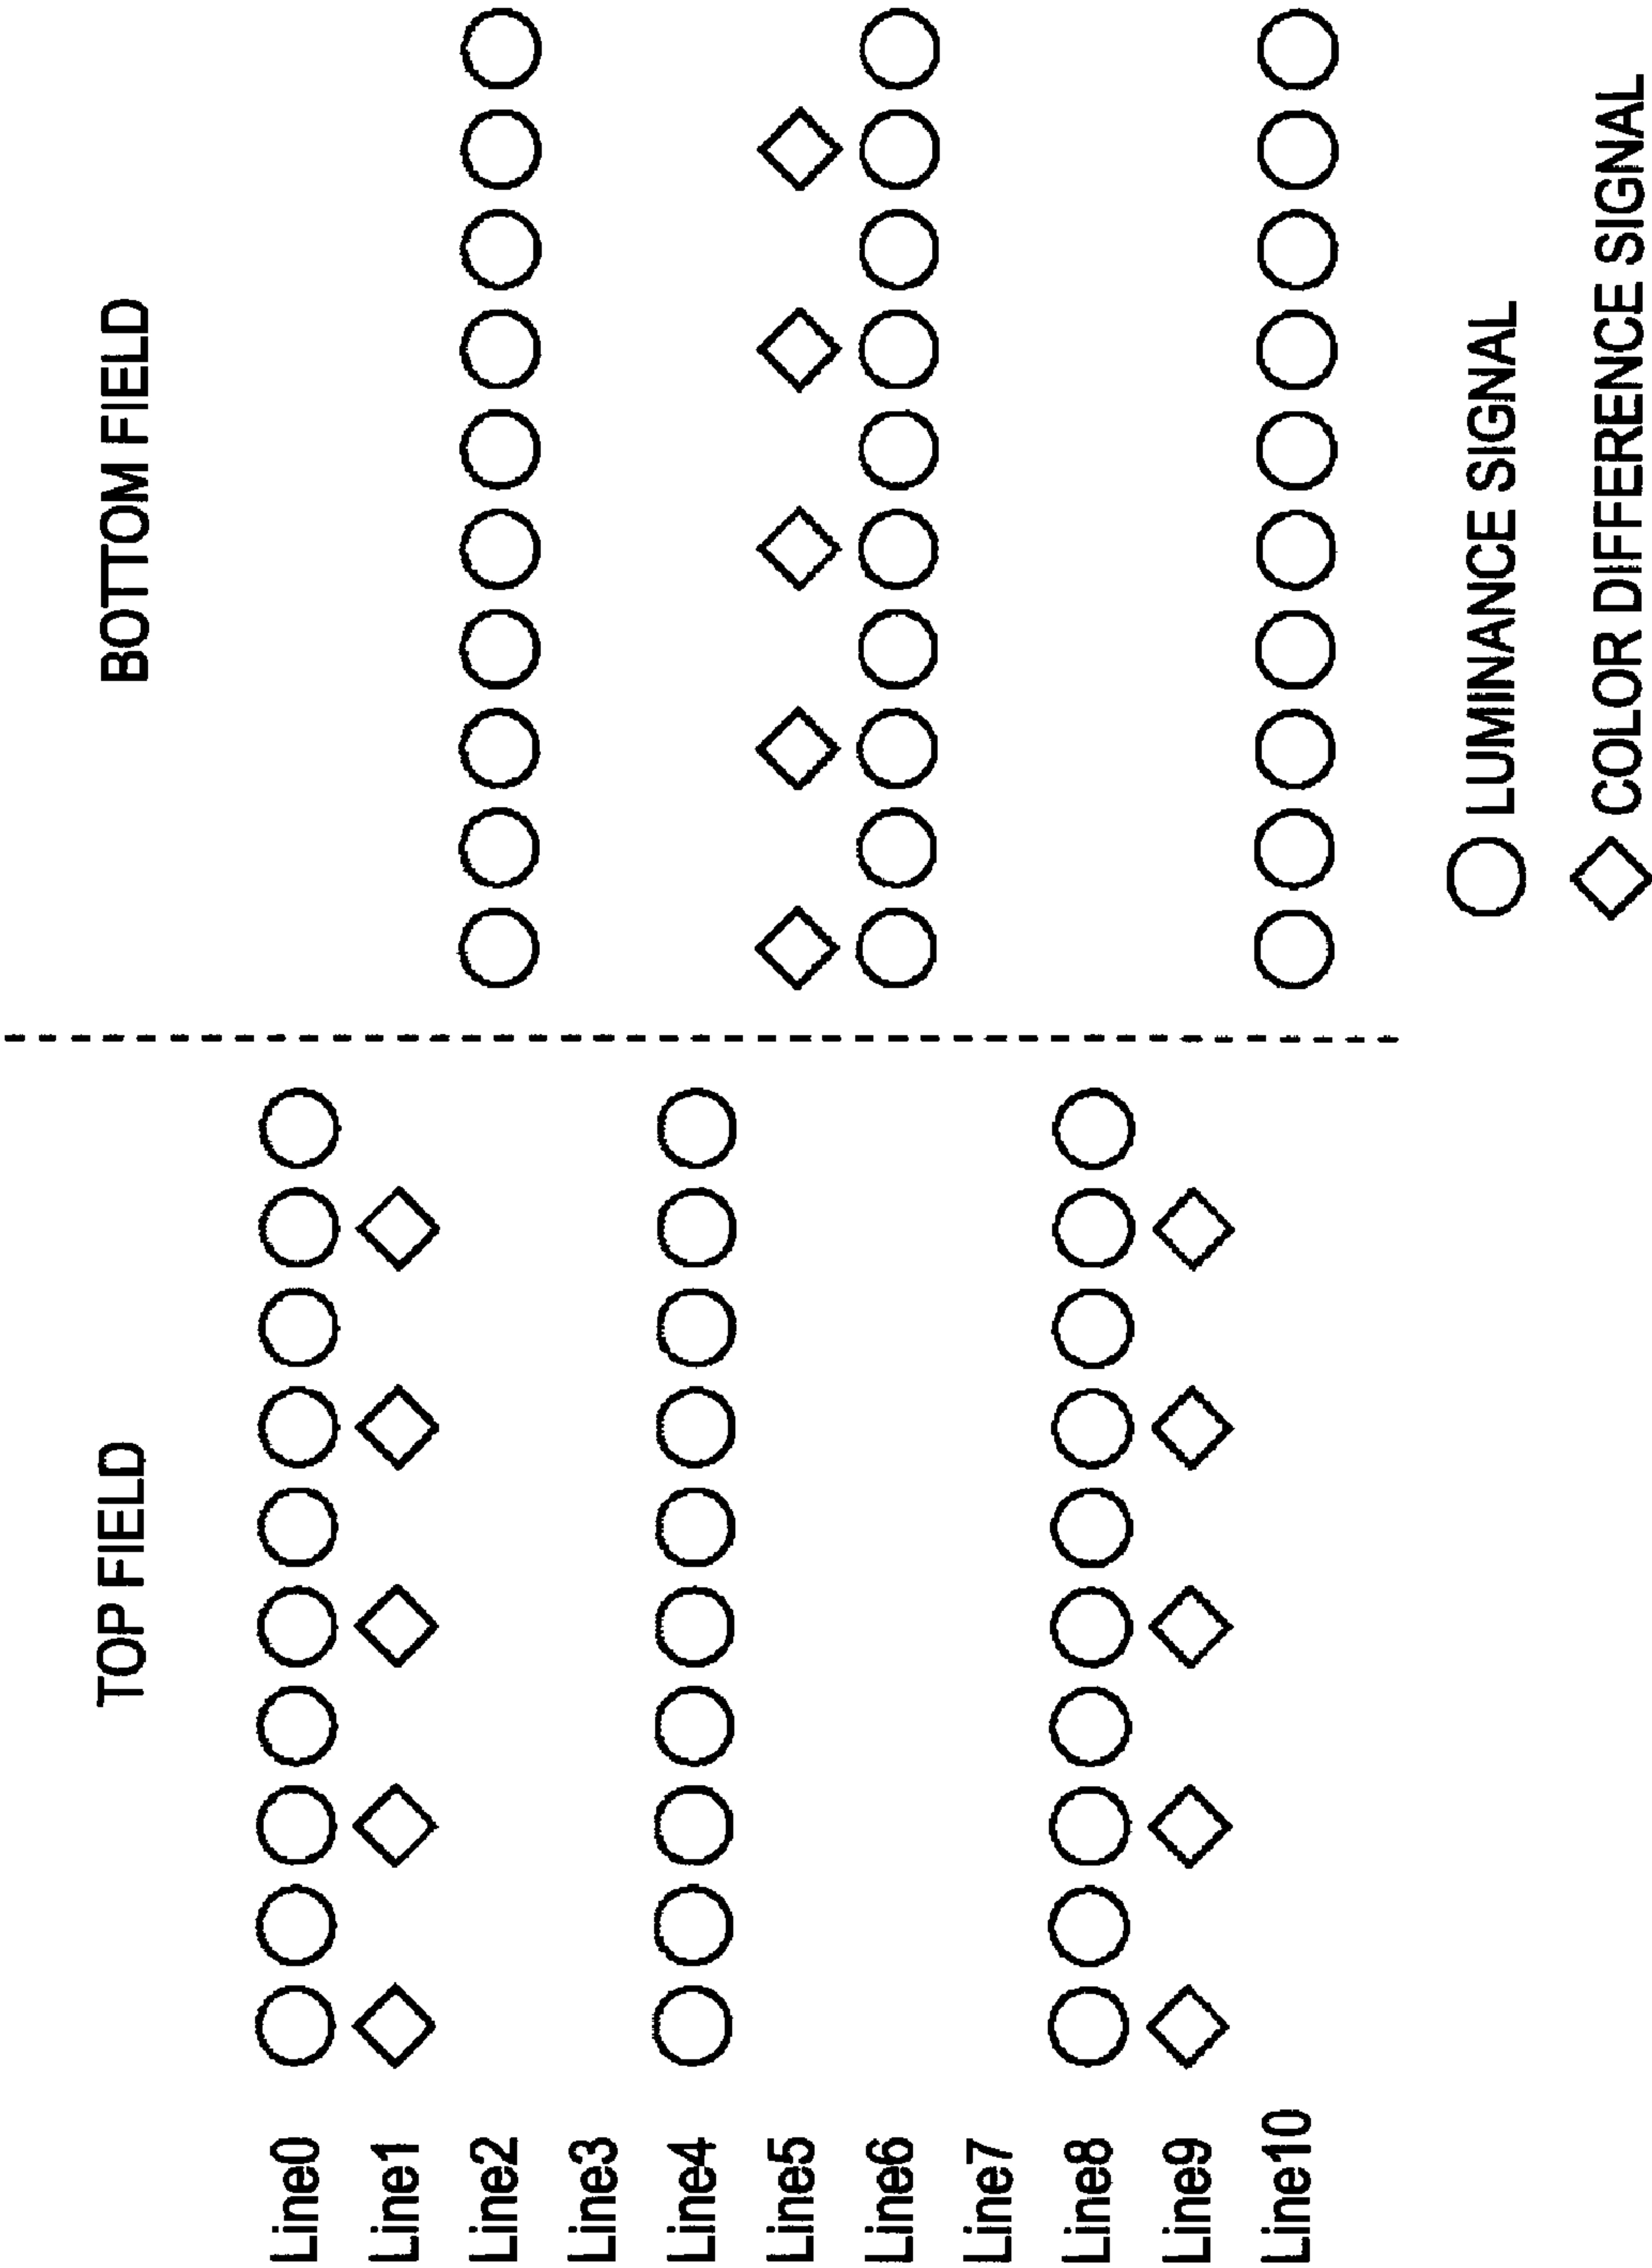 TOP FIELD
BOTTOM FIELD
Line0
Line1
Line2
Line3
Line4
Line5
Line6
Line7
Line8
Line9
Line10
LUMINANCE SIGNAL
COLOR DIFFERENCE SIGNAL